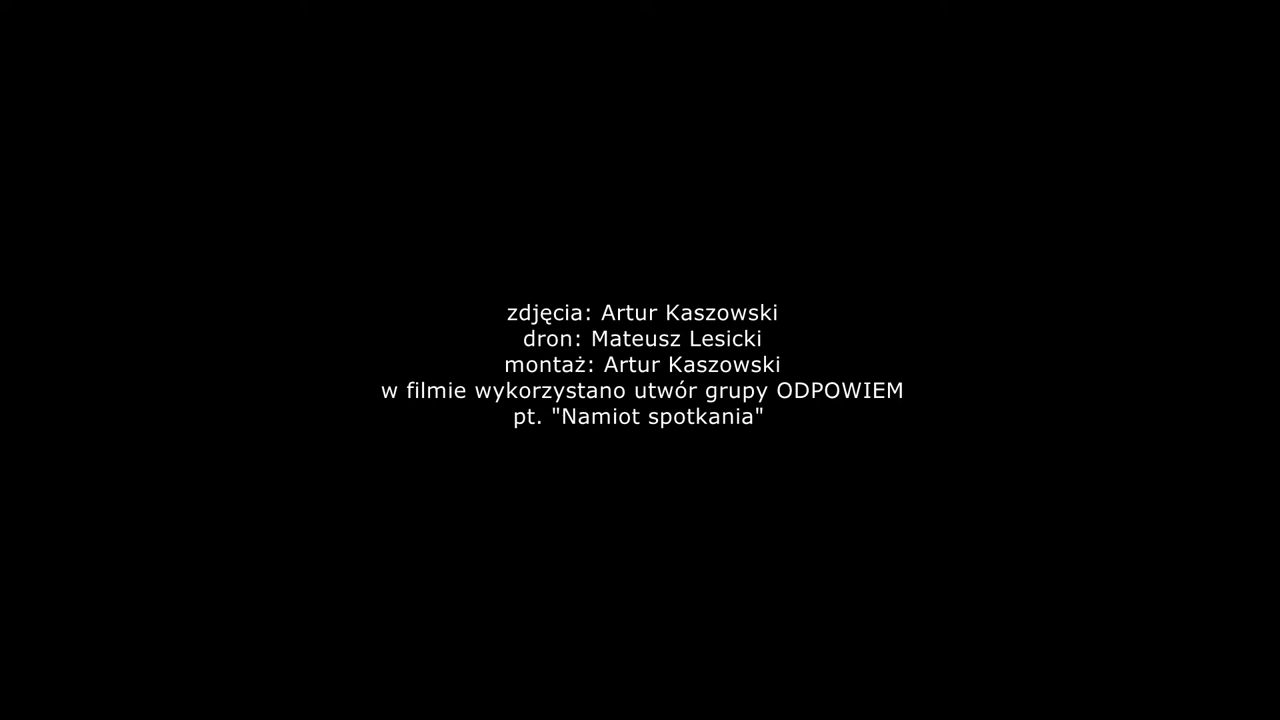 zdjęcia: Artur Kaszowski
dron: Mateusz Lesicki
montaż: Artur Kaszowski
w filmie wykorzystano utwór grupy ODPOWIEM
pt. "Namiot spotkania"